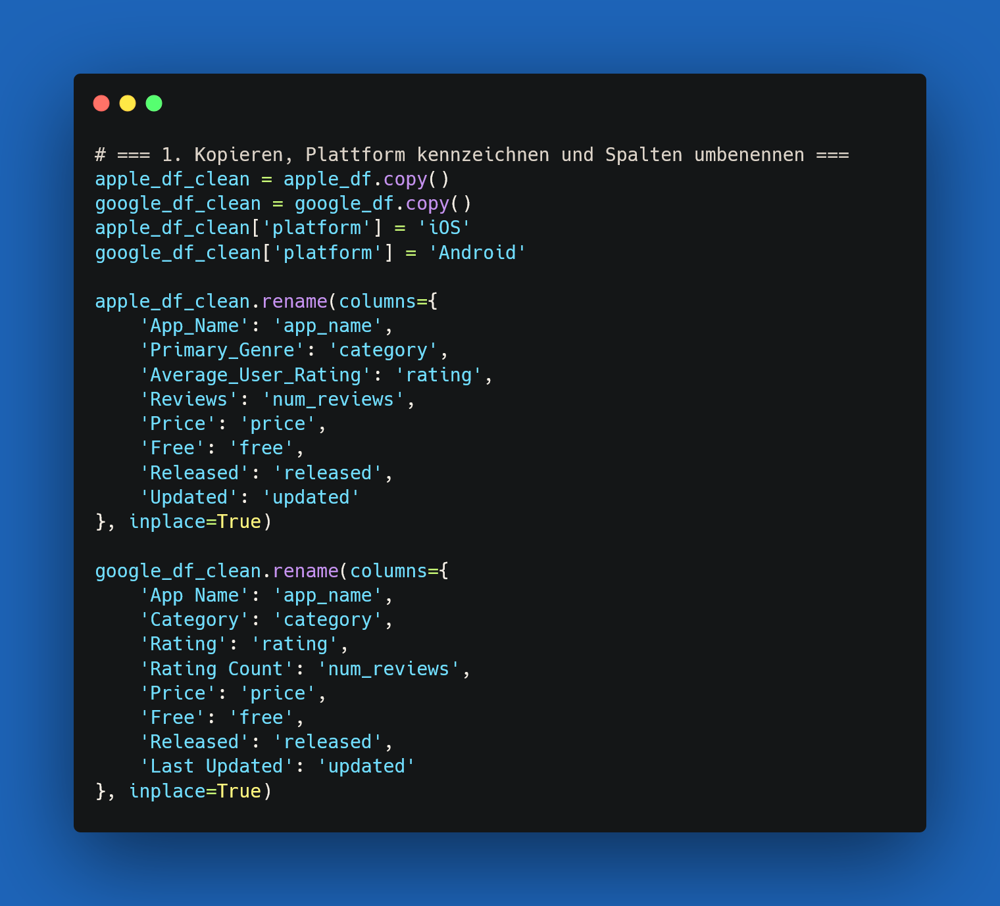 # === 1. Kopieren, Plattform kennzeichnen und Spalten umbenennen ===
apple_df_clean = apple_df.copy()
google_df_clean = google_df.copy()
apple_df_clean['platform'] = 'iOS'
google_df_clean['platform'] = 'Android'

apple_df_clean.rename(columns={
    'App_Name': 'app_name',
    'Primary_Genre': 'category',
    'Average_User_Rating': 'rating',
    'Reviews': 'num_reviews',
    'Price': 'price',
    'Free': 'free',
    'Released': 'released',
    'Updated': 'updated'
}, inplace=True)

google_df_clean.rename(columns={
    'App Name': 'app_name',
    'Category': 'category',
    'Rating': 'rating',
    'Rating Count': 'num_reviews',
    'Price': 'price',
    'Free': 'free',
    'Released': 'released',
    'Last Updated': 'updated'
}, inplace=True)